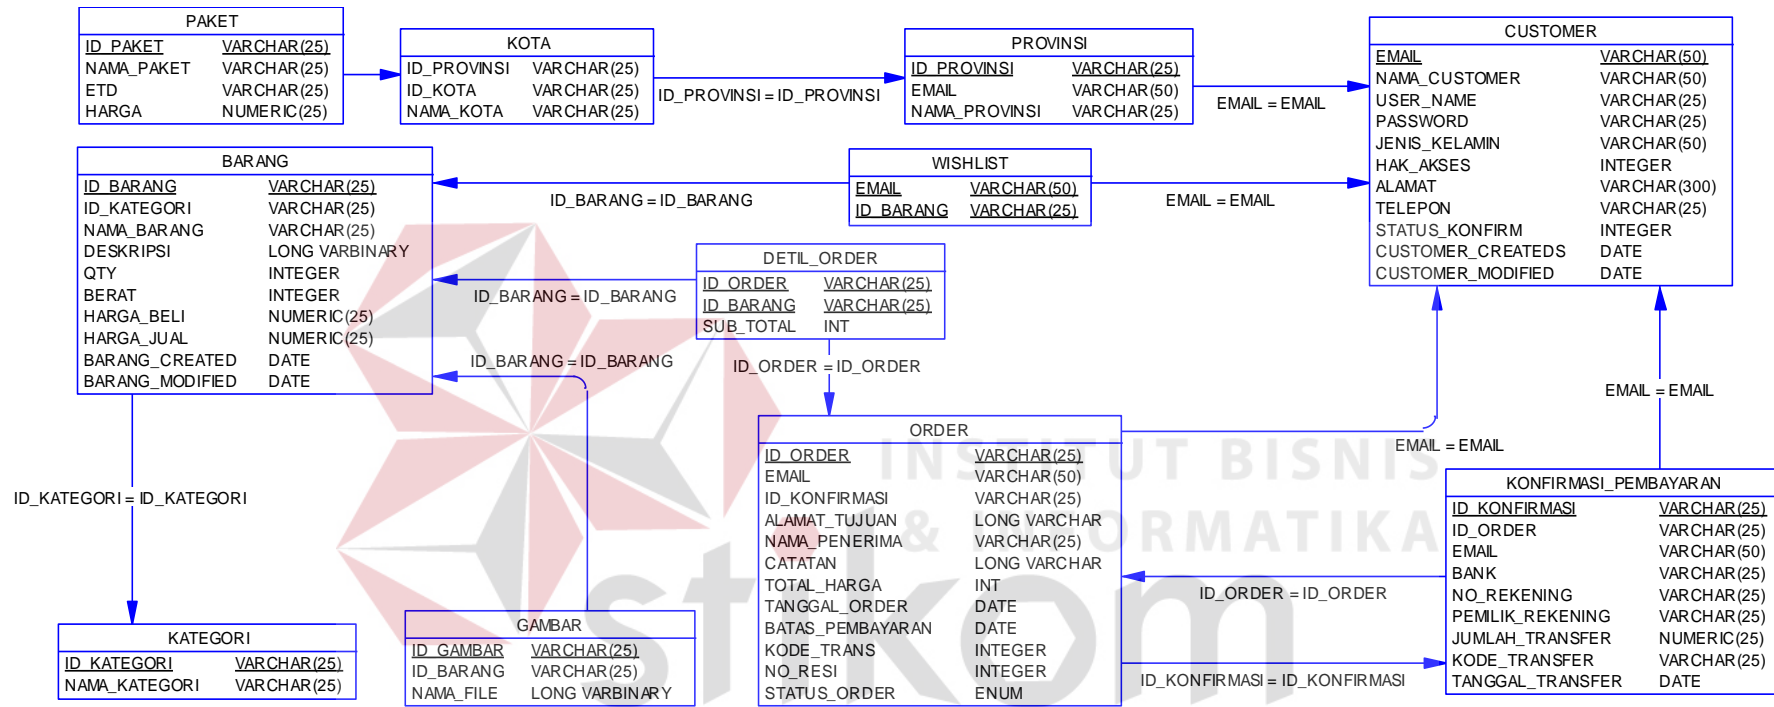 PAKET
ID_PAKET VARCHAR(25)
NAMA_PAKET VARCHAR(25)
ETD VARCHAR(25)
HARGA NUMERIC(25)
KOTA
ID_PROVINSI VARCHAR(25)
ID_KOTA VARCHAR(25)
NAMA_KOTA VARCHAR(25)
ID_PROVINSI = ID_PROVINSI
PROVINSI
ID_PROVINSI VARCHAR(25)
EMAIL VARCHAR(50)
NAMA_PROVINSI VARCHAR(25)
EMAIL = EMAIL
CUSTOMER
EMAIL VARCHAR(50)
NAMA_CUSTOMER VARCHAR(50)
USER_NAME VARCHAR(25)
PASSWORD VARCHAR(25)
JENIS_KELAMIN VARCHAR(50)
HAK_AKSES INTEGER
ALAMAT VARCHAR(300)
TELEPON VARCHAR(25)
STATUS_KONFIRM INTEGER
CUSTOMER_CREATEDS DATE
CUSTOMER_MODIFIED DATE
BARANG
ID_BARANG VARCHAR(25)
ID_KATEGORI VARCHAR(25)
NAMA_BARANG VARCHAR(25)
DESKRIPSI LONG VARBINARY
QTY INTEGER
BERAT INTEGER
HARGA_BELI NUMERIC(25)
HARGA_JUAL NUMERIC(25)
BARANG_CREATED DATE
BARANG_MODIFIED DATE
ID_BARANG = ID_BARANG
WISHLIST
EMAIL VARCHAR(50)
ID_BARANG VARCHAR(25)
EMAIL = EMAIL
ID_BARANG = ID_BARANG
DETIL_ORDER
ID_ORDER VARCHAR(25)
ID_BARANG VARCHAR(25)
SUB_TOTAL INT
ID_BARANG = ID_BARANG
ID_ORDER = ID_ORDER
EMAIL = EMAIL
ORDER
ID_ORDER VARCHAR(25)
EMAIL VARCHAR(50)
ID_KONFIRMASI VARCHAR(25)
ALAMAT_TUJUAN LONG VARCHAR
NAMA_PENERIMA VARCHAR(25)
CATATAN LONG VARCHAR
TOTAL_HARGA INT
TANGGAL_ORDER DATE
BATAS_PEMBAYARAN DATE
KODE_TRANS INTEGER
NO_RESI INTEGER
STATUS_ORDER ENUM
EMAIL = EMAIL
INSTITUT BISNIS
& INFORMATIKA
stikom
KONFIRMASI_PEMBAYARAN
ID_KONFIRMASI VARCHAR(25)
ID_ORDER VARCHAR(25)
EMAIL VARCHAR(50)
BANK VARCHAR(25)
NO_REKENING VARCHAR(25)
PEMILIK_REKENING VARCHAR(25)
JUMLAH_TRANSFER NUMERIC(25)
KODE_TRANSFER VARCHAR(25)
TANGGAL_TRANSFER DATE
ID_ORDER = ID_ORDER
ID_KONFIRMASI = ID_KONFIRMASI
ID_KATEGORI = ID_KATEGORI
KATEGORI
ID_KATEGORI VARCHAR(25)
NAMA_KATEGORI VARCHAR(25)
GAMBAR
ID_GAMBAR VARCHAR(25)
ID_BARANG VARCHAR(25)
NAMA_FILE LONG VARBINARY